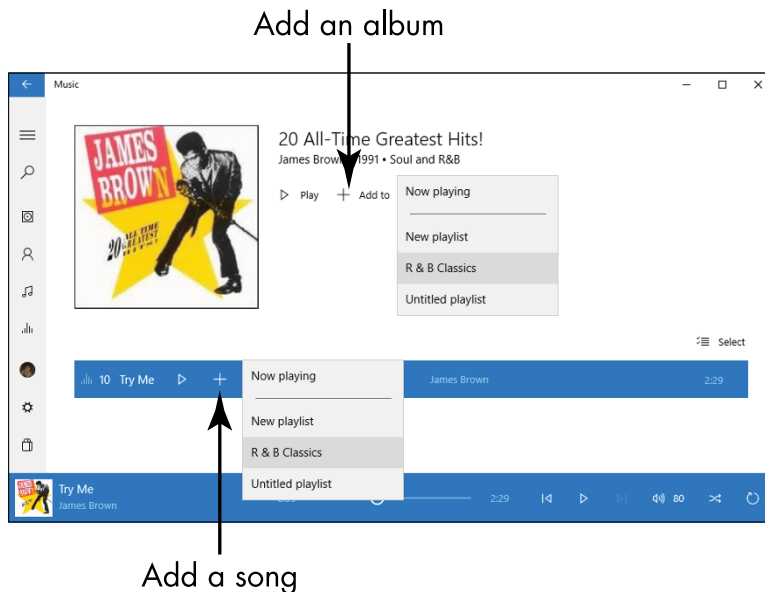 Add an album
Music
20 All-Time Greatest Hits!
James Brown 1991 • Soul and R&B
Play
Add to
Now playing
New playlist
R & B Classics
Untitled playlist
JAMES
BROWN
20 ALL TIME
GREATEST
HITS!
Select
10 Try Me
James Brown
2:29
Now playing
New playlist
R & B Classics
Untitled playlist
Try Me
James Brown
2:29
80
Add a song